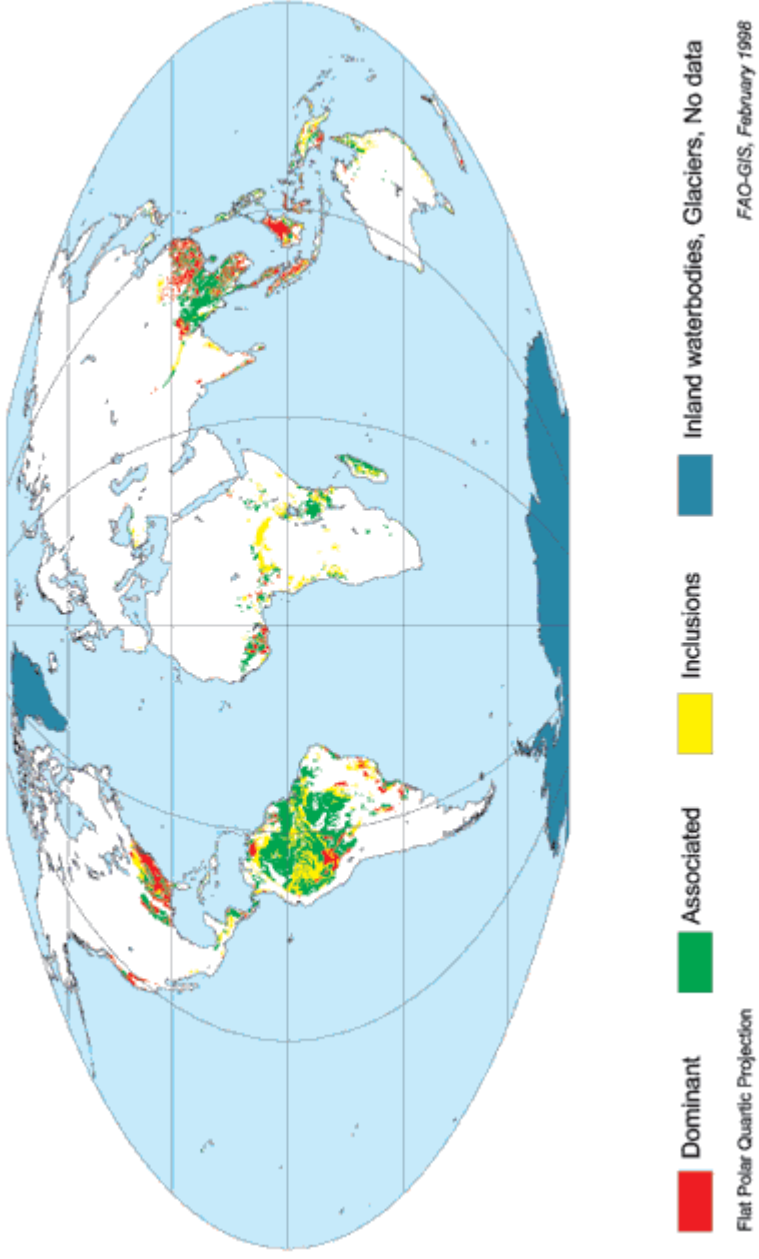 Dominant
Associated
Inclusions
Inland waterbodies, Glaciers, No data
Flat Polar Quartic Projection
FAO-GIS, February 1998